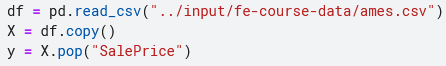 df = pd.read_csv("../input/fe-course-data/ames.csv")
X = df.copy()
y = X.pop("SalePrice")